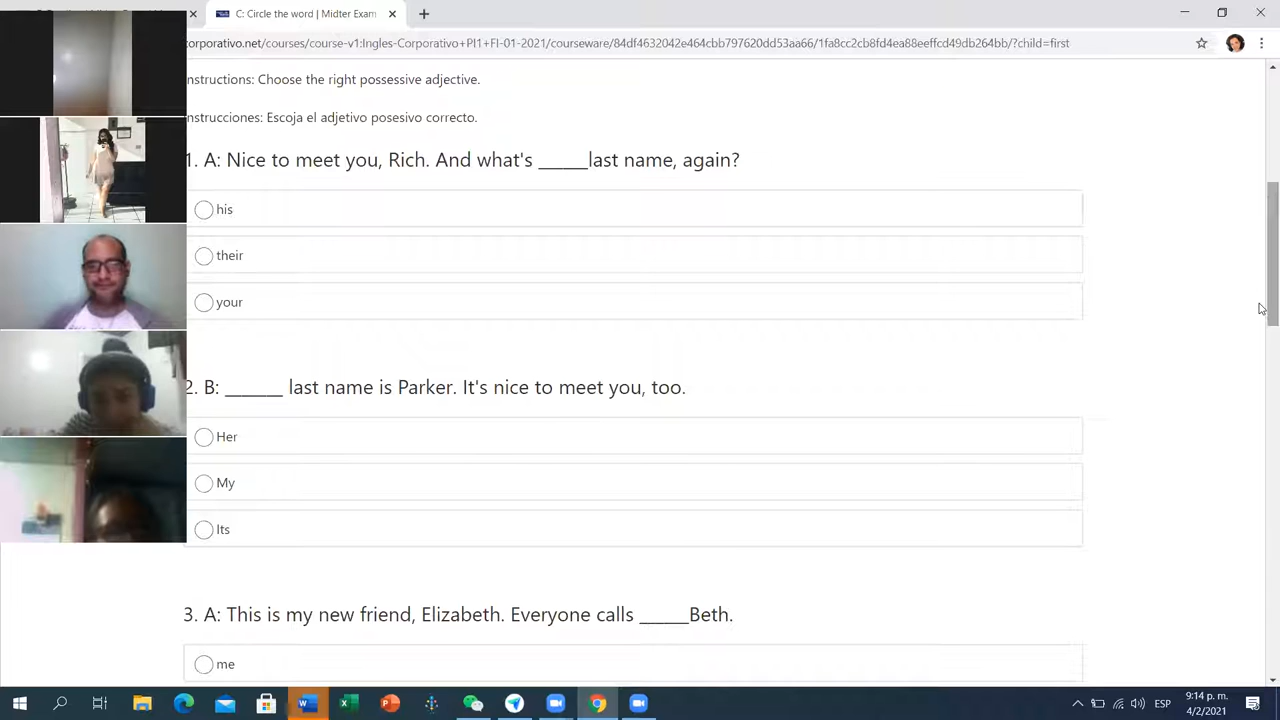 C: Circle the word | Midter Exam
corporativo.net/courses/course-v1:Ingles-Corporativo+PI1+FI-01-2021/courseware/84df4632042e464cbb797620dd53aa66/1fa8cc2cb8fd4ea88eeffcd49db264bb/?child=first
nstructions: Choose the right possessive adjective.
nstrucciones: Escoja el adjetivo posesivo correcto.
1. A: Nice to meet you, Rich. And what's ______last name, again?
his
their
your
2. B: _______ last name is Parker. It's nice to meet you, too.
Her
My
Its
3. A: This is my new friend, Elizabeth. Everyone calls ______Beth.
me
ESP
9:14 p. m.
4/2/2021